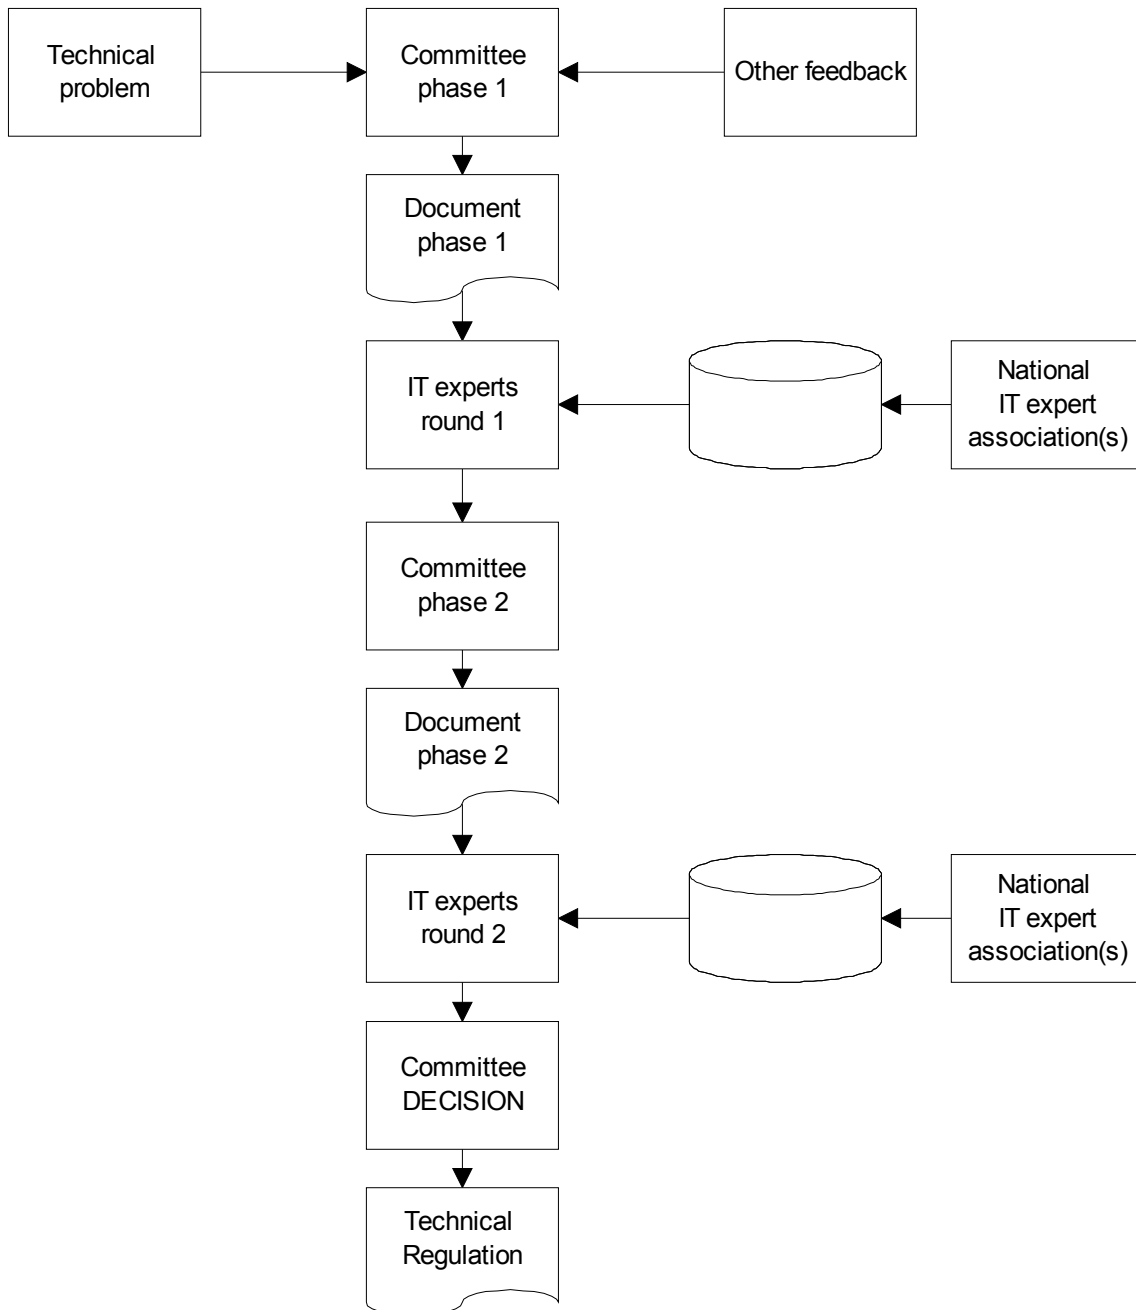 Technical
problem
Committee
phase 1
Other feedback
Document
phase 1
IT experts
round 1
National
IT expert
association(s)
Committee
phase 2
Document
phase 2
IT experts
round 2
National
IT expert
association(s)
Committee
DECISION
Technical
Regulation